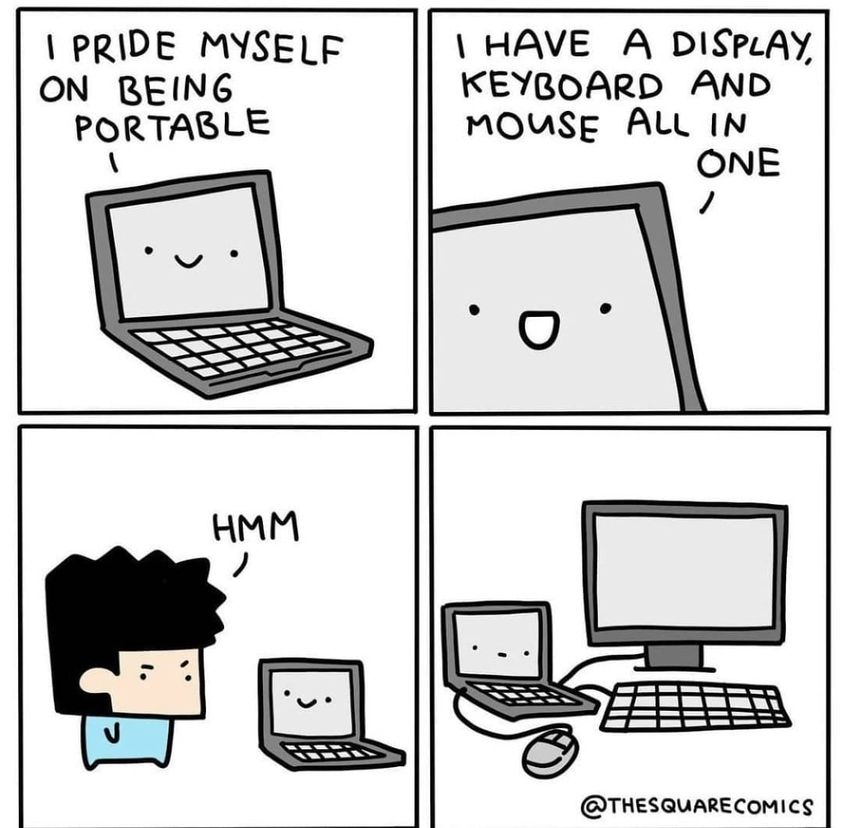 I PRIDE MYSELF
ON BEING
PORTABLE
I HAVE A DISPLAY,
KEYBOARD AND
MOUSE ALL IN
ONE
HMM
@THESQUARECOMICS